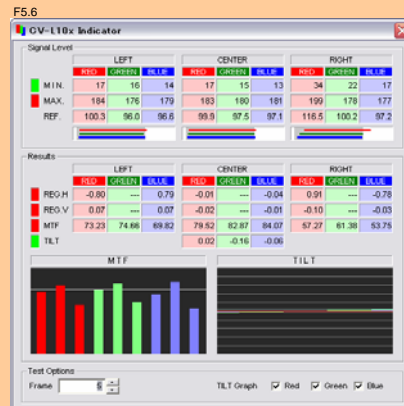 F5.6
GV-L10x Indicator
Signal Level
LEFT CENTER RIGHT
RED GREEN BLUE RED GREEN BLUE RED GREEN BLUE
MIN. 17 16 14 17 15 13 34 22 17
MAX. 184 176 179 183 180 181 199 178 177
REF. 100.3 96.0 96.6 99.9 97.5 97.1 116.5 100.2 97.2
Results
LEFT CENTER RIGHT
RED GREEN BLUE RED GREEN BLUE RED GREEN BLUE
REG.H -0.80 --- 0.79 -0.01 --- -0.04 0.91 --- -0.78
REG.V 0.07 --- 0.07 -0.02 --- -0.01 -0.10 --- -0.03
MTF 73.23 74.66 69.82 79.52 82.87 84.07 57.27 61.38 53.75
TILT 0.02 -0.16 -0.06
MTF TILT
Test Options
Frame 5 TILT Graph Red Green Blue